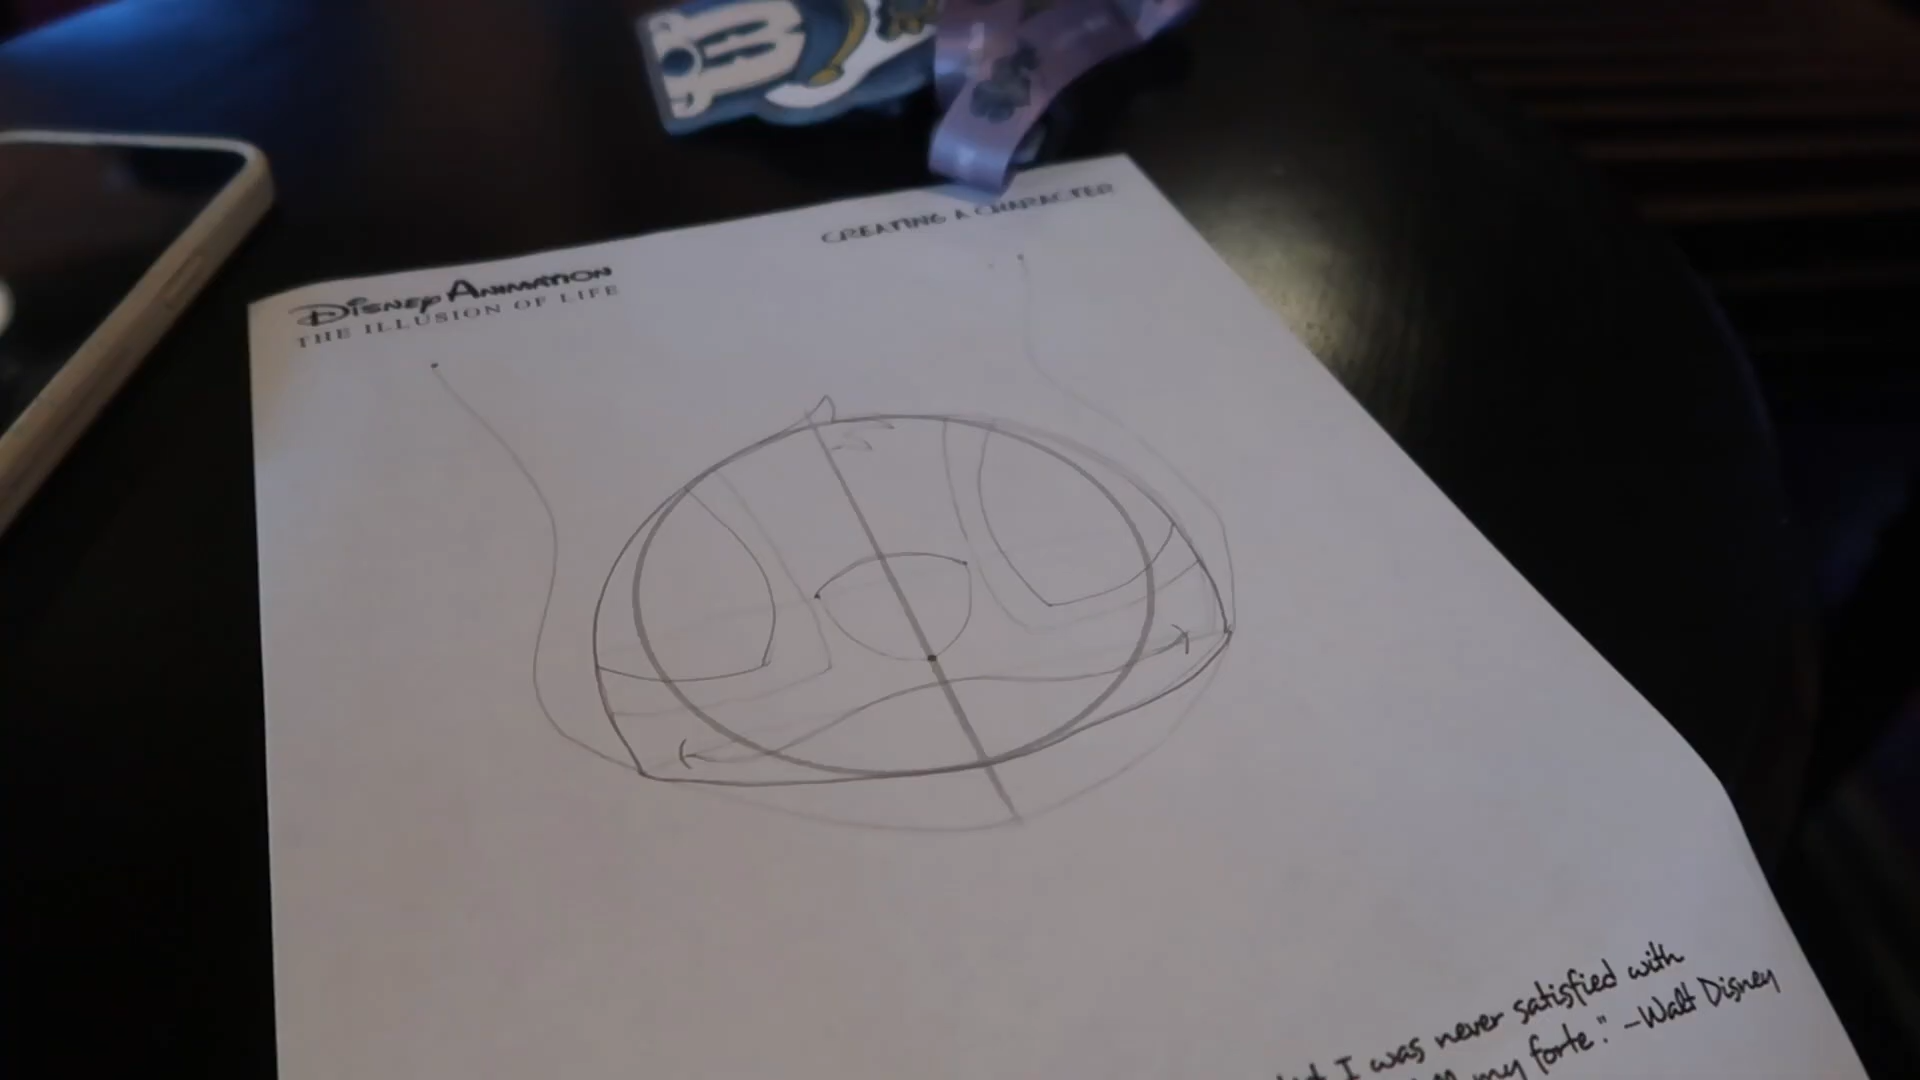 CREATING A CHARACTER
DISNEY ANIMATION
THE ILLUSION OF LIFE
I was never satisfied with
my forte." -Walt Disney